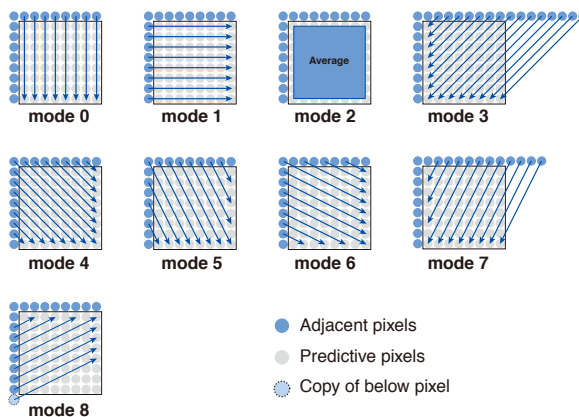 Average
mode 0
mode 1
mode 2
mode 3
mode 4
mode 5
mode 6
mode 7
mode 8
Adjacent pixels
Predictive pixels
Copy of below pixel